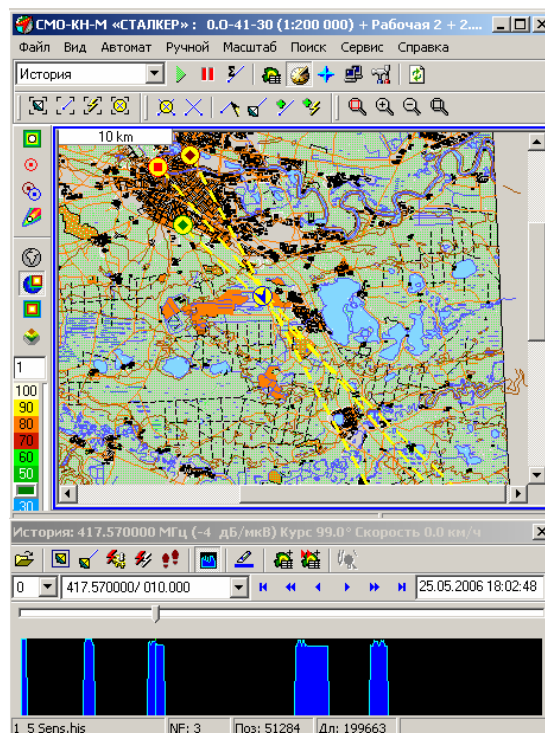 СМО-КН-М «СТАЛКЕР» : 0.О-41-30 (1:200 000) + Рабочая 2 + 2....
Файл Вид Автомат Ручной Масштаб Поиск Сервис Справка
История
10 km
1
100
90
80
70
60
50
30
История: 417.570000 МГц (-4 дБ/мкВ) Курс 99.0° Скорость 0.0 км/ч
0 417.570000/ 010.000 25.05.2006 18:02:48
1_5 Sens.his NF: 3 Поз: 51284 Дл: 199663